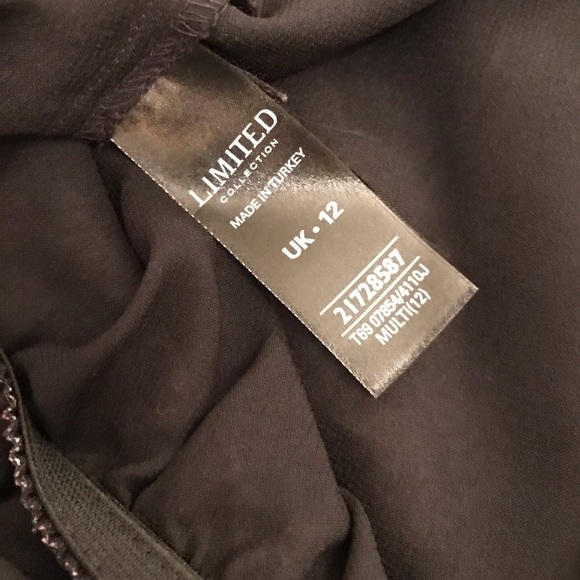 LIMITED
COLLECTION
MADE IN TURKEY
UK • 12
21728587
T69 0785A/4110J
MULTI(12)